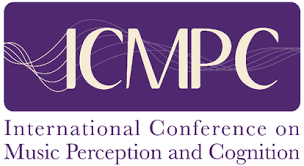 ICMPC
International Conference on
Music Perception and Cognition